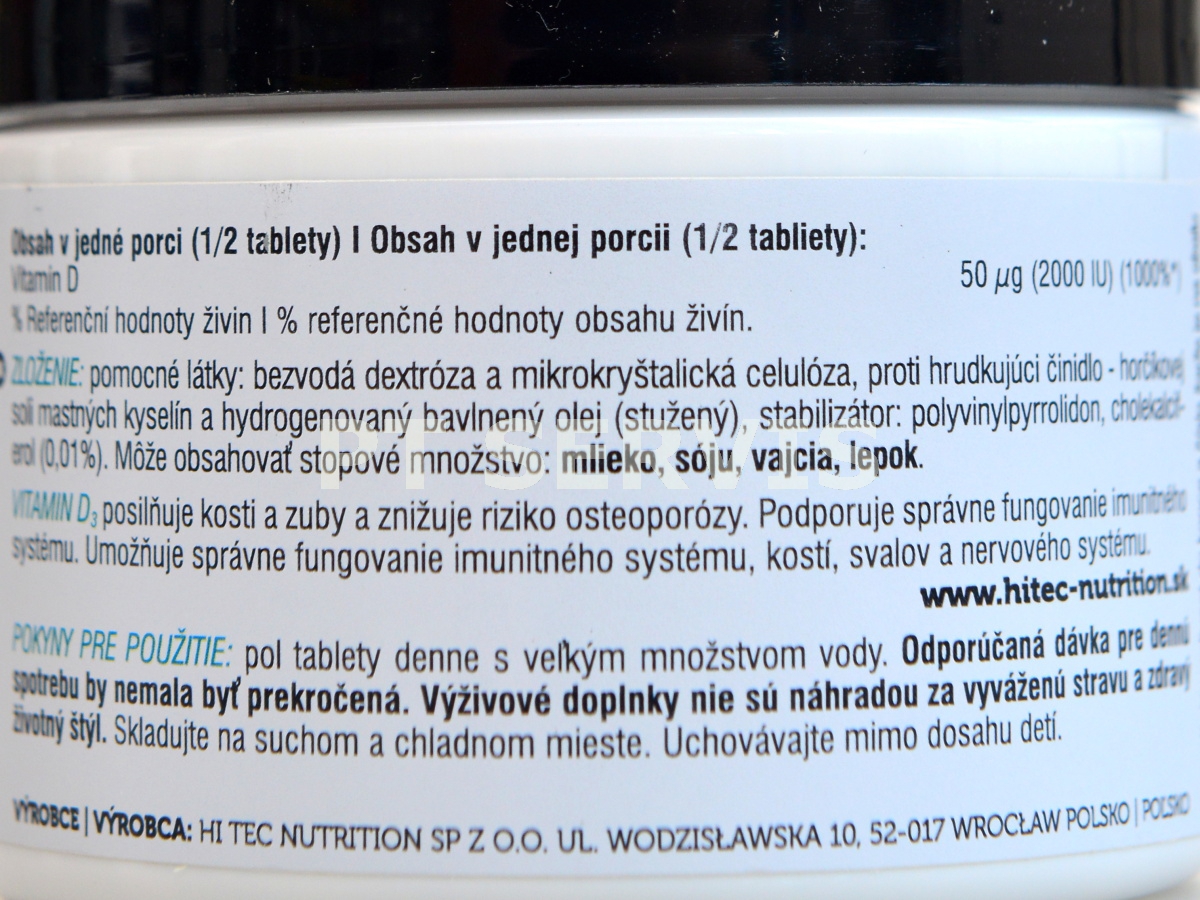 Obsah v jedné porci (1/2 tablety) I Obsah v jednej porcii (1/2 tabliety):
Vitamin D 50 µg (2000 IU) (1000%*)
% Referenční hodnoty živin I % referenčné hodnoty obsahu živín.
ZLOŽENIE: pomocné látky: bezvodá dextróza a mikrokryštalická celulóza, proti hrudkujúci činidlo - horčíkovej
soli mastných kyselín a hydrogenovaný bavlnený olej (stužený), stabilizátor: polyvinylpyrrolidon, cholekalcif-
erol (0,01%). Môže obsahovať stopové množstvo: mlieko, sóju, vajcia, lepok.
PT SERVIS
VITAMIN D3 posilňuje kosti a zuby a znižuje riziko osteoporózy. Podporuje správne fungovanie imunitného
systému. Umožňuje správne fungovanie imunitného systému, kostí, svalov a nervového systému.
www.hitec-nutrition.sk
POKYNY PRE POUŽITIE: pol tablety denne s veľkým množstvom vody. Odporúčaná dávka pre dennú
spotrebu by nemala byť prekročená. Výživové doplnky nie sú náhradou za vyváženú stravu a zdravý
životný štýl. Skladujte na suchom a chladnom mieste. Uchovávajte mimo dosahu detí.
VÝROBCE | VÝROBCA: HI TEC NUTRITION SP Z O.O. UL. WODZISŁAWSKA 10, 52-017 WROCŁAW POLSKO | POĽSKO